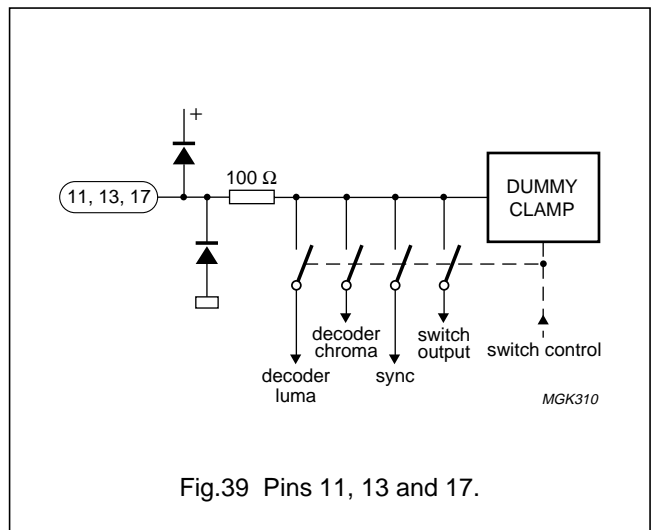 +
100 Ω
11, 13, 17
DUMMY
CLAMP
decoder
chroma
switch
output
switch control
decoder
luma
sync
MGK310
Fig.39 Pins 11, 13 and 17.